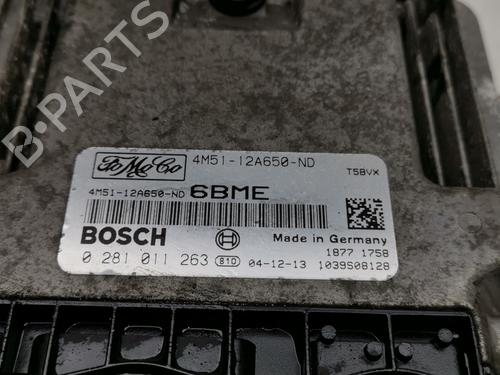 FoMoCo 4M51-12A650-ND
T5BVX
4M51-12A650-ND 6BME
BOSCH Made in Germany
18771 1758
0 281 011 263 810 04-12-13 1039S08128
B-PARTS